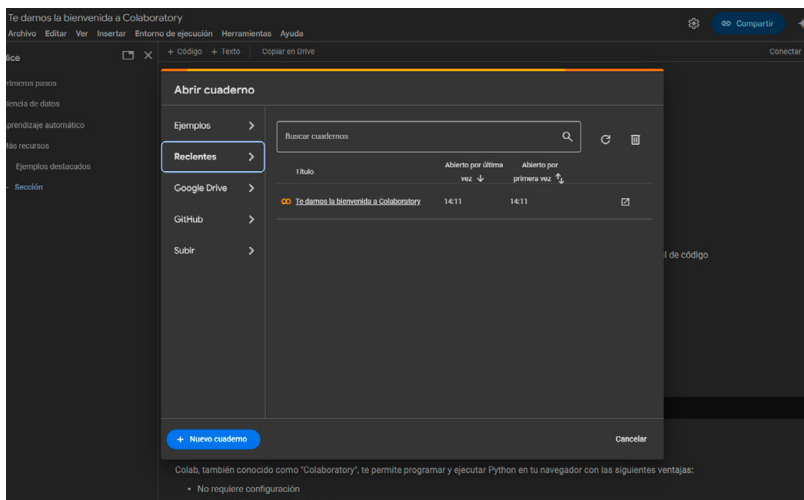 Te damos la bienvenida a Colaboratory
Archivo Editar Ver Insertar Entorno de ejecución Herramientas Ayuda
Compartir
+ Código + Texto Copiar en Drive
Conectar
Abrir cuaderno
Ejemplos
Recientes
Google Drive
GitHub
Subir
Buscar cuadernos
Título
Abierto por última vez
Abierto por primera vez
Te damos la bienvenida a Colaboratory 14:11 14:11
+ Nuevo cuaderno
Cancelar
rimeros pasos
iencia de datos
prendizaje automático
ás recursos
Ejemplos destacados
Sección
l de código
Colab, también conocido como "Colaboratory", te permite programar y ejecutar Python en tu navegador con las siguientes ventajas:
• No requiere configuración